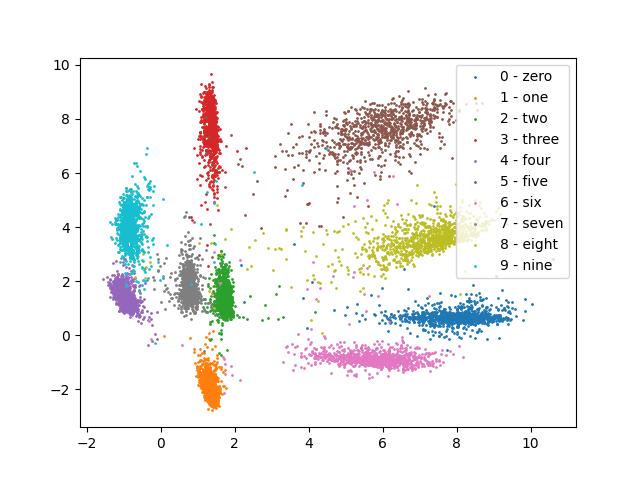 10
8
6
4
2
0
−2
−2
0
2
4
6
8
10
0 - zero
1 - one
2 - two
3 - three
4 - four
5 - five
6 - six
7 - seven
8 - eight
9 - nine